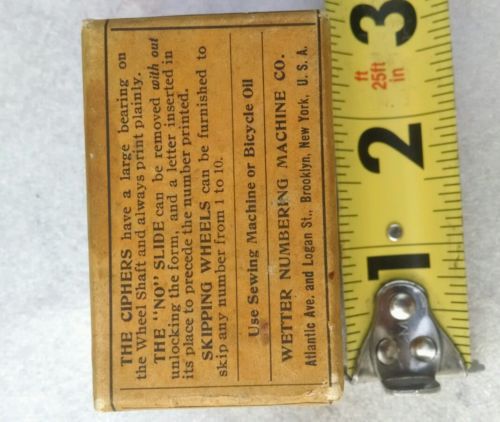 THE CIPHERS have a large bearing on
the Wheel Shaft and always print plainly.
THE "NO" SLIDE can be removed with out
unlocking the form, and a letter inserted in
its place to precede the number printed.
SKIPPING WHEELS can be furnished to
skip any number from 1 to 10.
Use Sewing Machine or Bicycle Oil
WETTER NUMBERING MACHINE CO.
Atlantic Ave. and Logan St., Brooklyn, New York, U. S. A.
1
2
3
ft
25ft
in